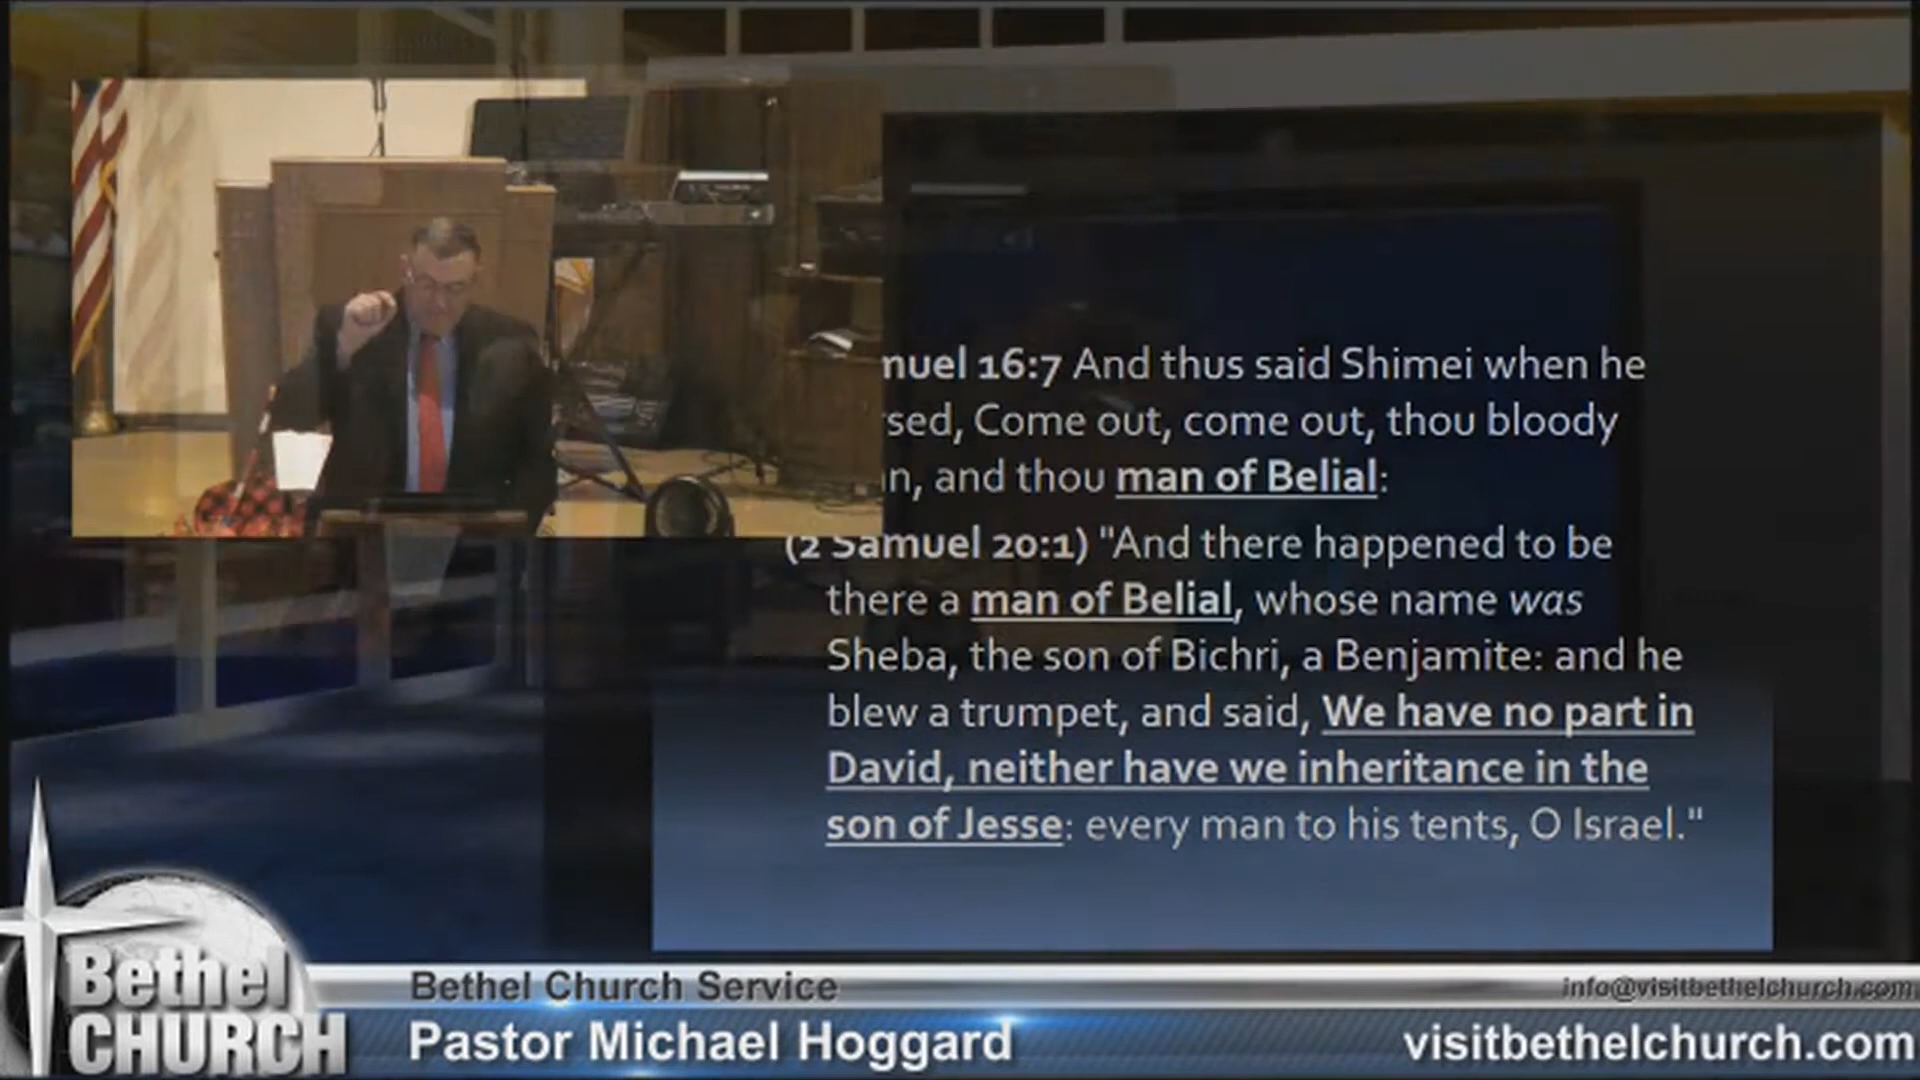 muel 16:7 And thus said Shimei when he
rsed, Come out, come out, thou bloody
n, and thou man of Belial:
(2 Samuel 20:1) "And there happened to be
there a man of Belial, whose name was
Sheba, the son of Bichri, a Benjamite: and he
blew a trumpet, and said, We have no part in
David, neither have we inheritance in the
son of Jesse: every man to his tents, O Israel."
Bethel
CHURCH
Bethel Church Service
info@visitbethelchurch.com
Pastor Michael Hoggard
visitbethelchurch.com